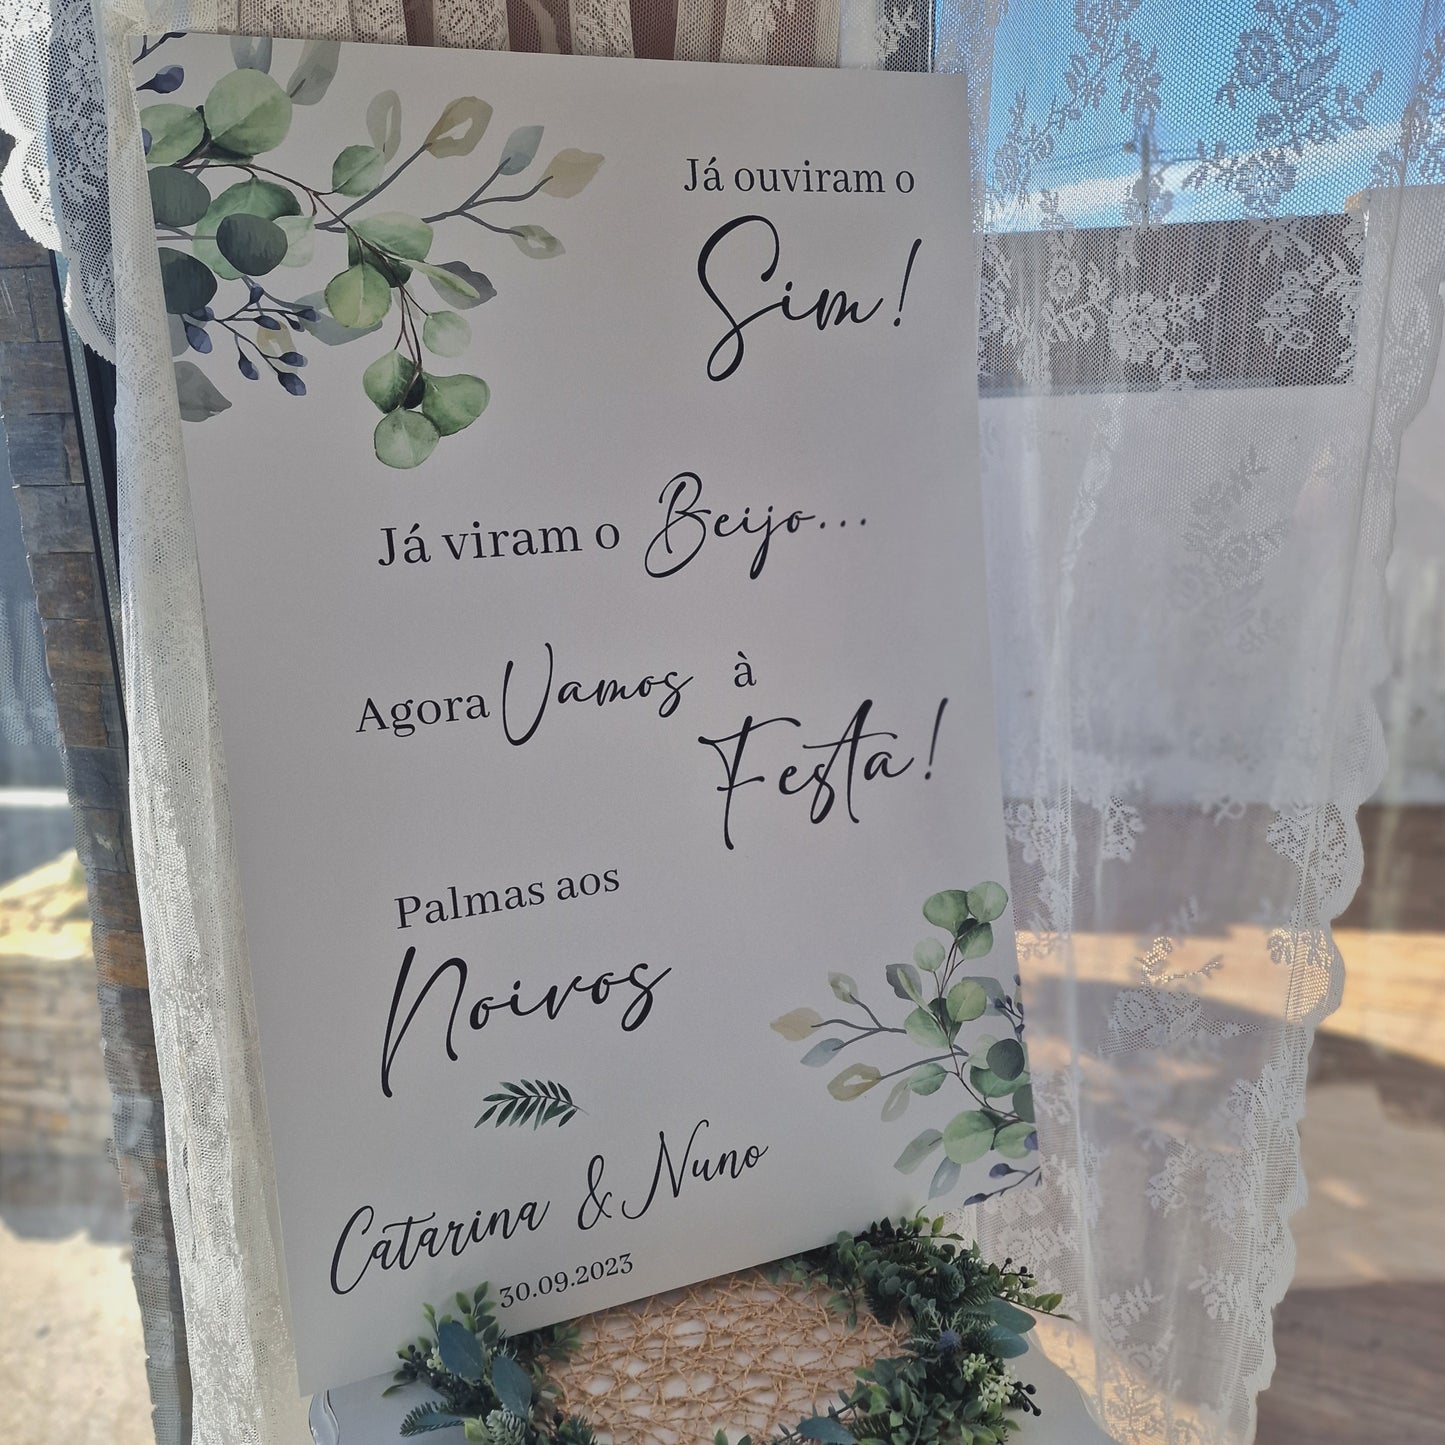 Já ouviram o
Sim!
Já viram o Beijo...
Agora Vamos à
Festa!
Palmas aos
Noivos
Catarina & Nuno
30.09.2023